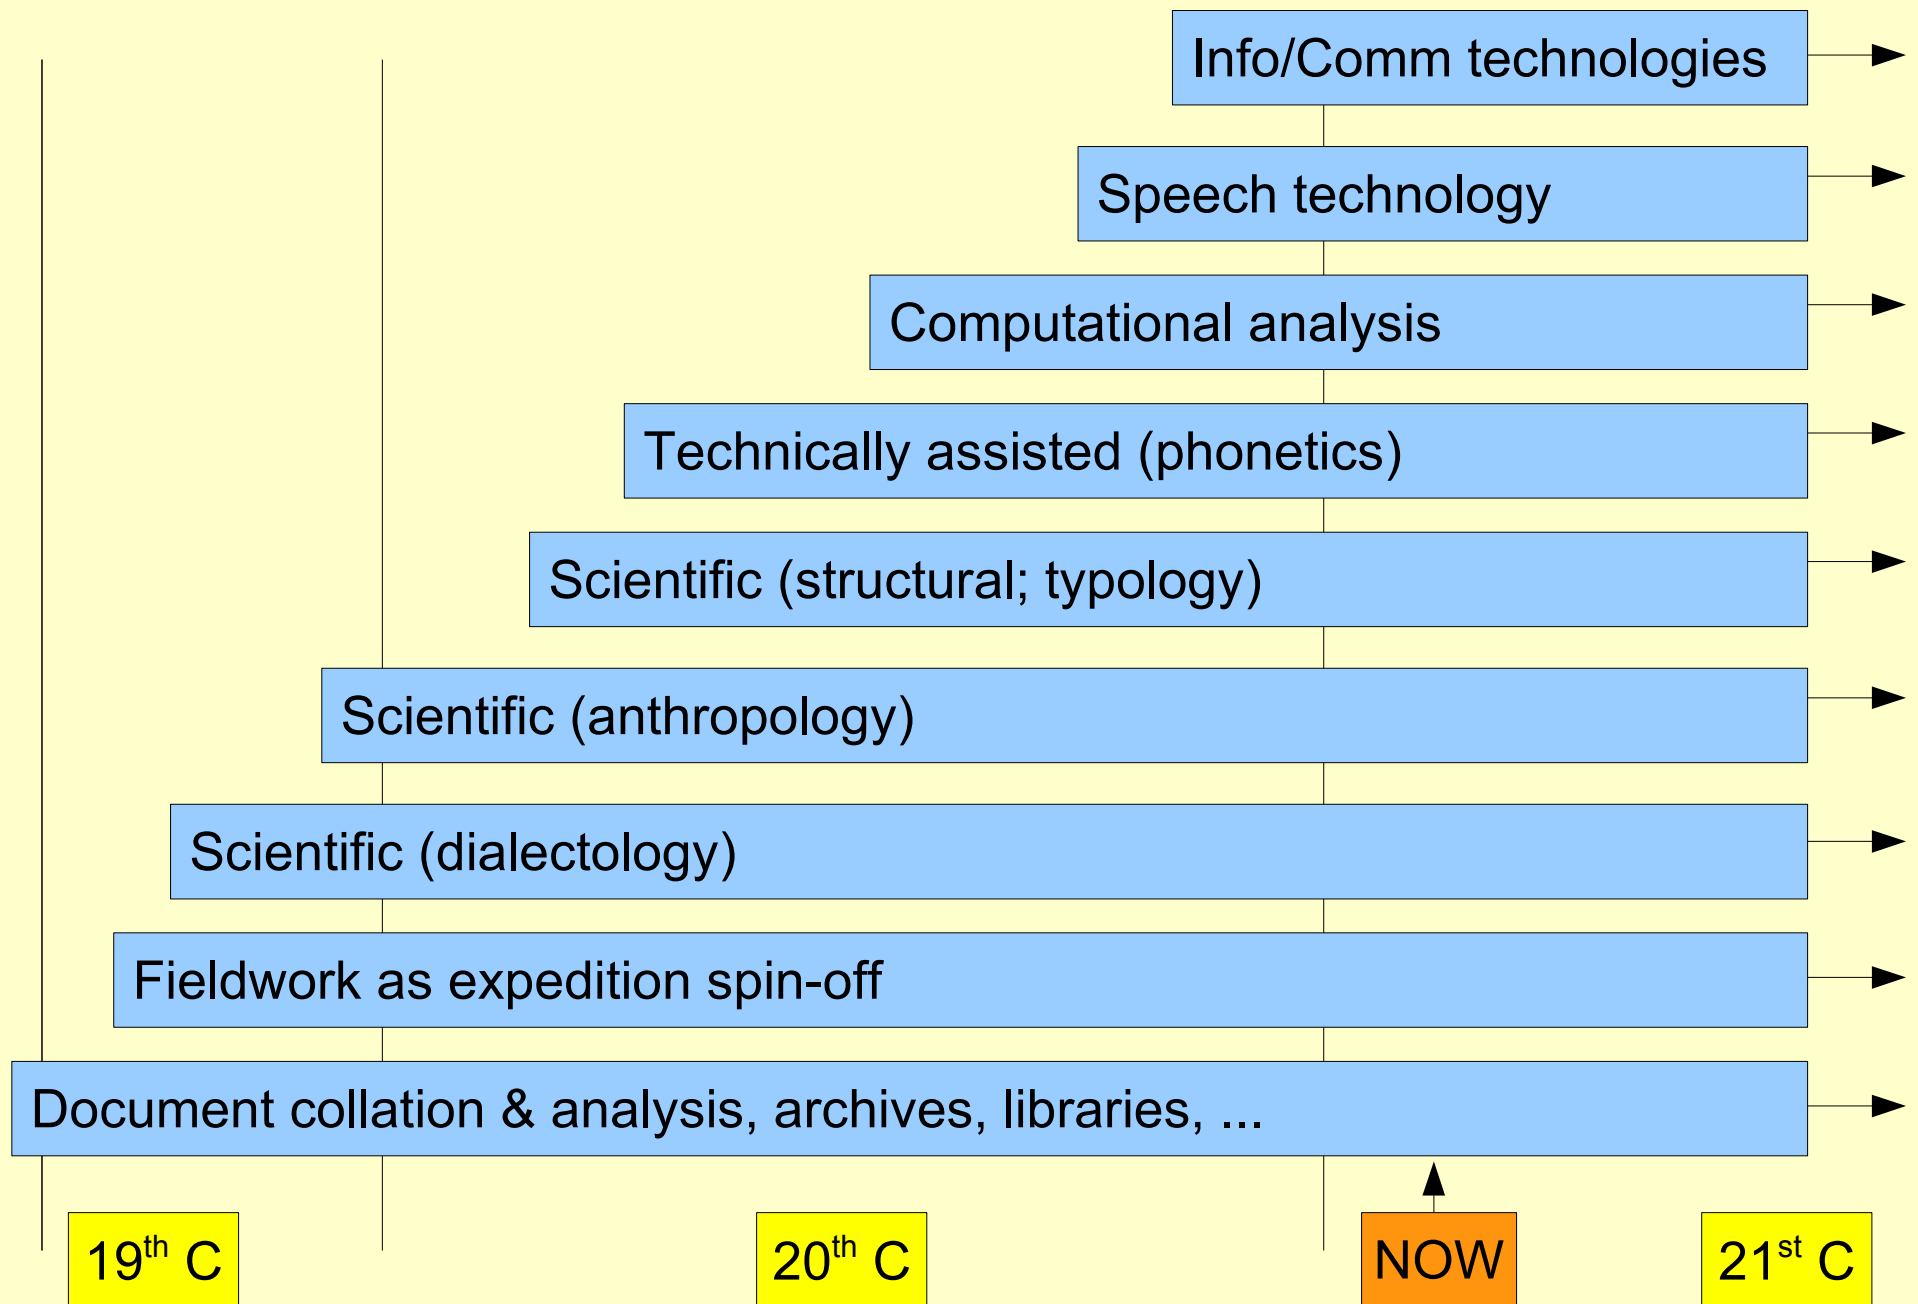 Info/Comm technologies
Speech technology
Computational analysis
Technically assisted (phonetics)
Scientific (structural; typology)
Scientific (anthropology)
Scientific (dialectology)
Fieldwork as expedition spin-off
Document collation & analysis, archives, libraries, ...
19th C
20th C
NOW
21st C